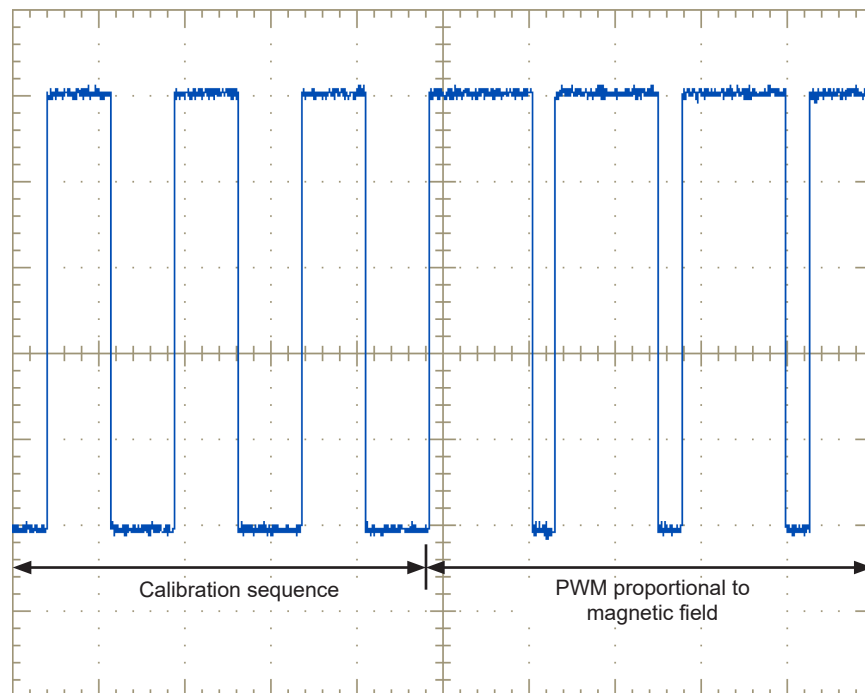 Calibration sequence
PWM proportional to
magnetic field